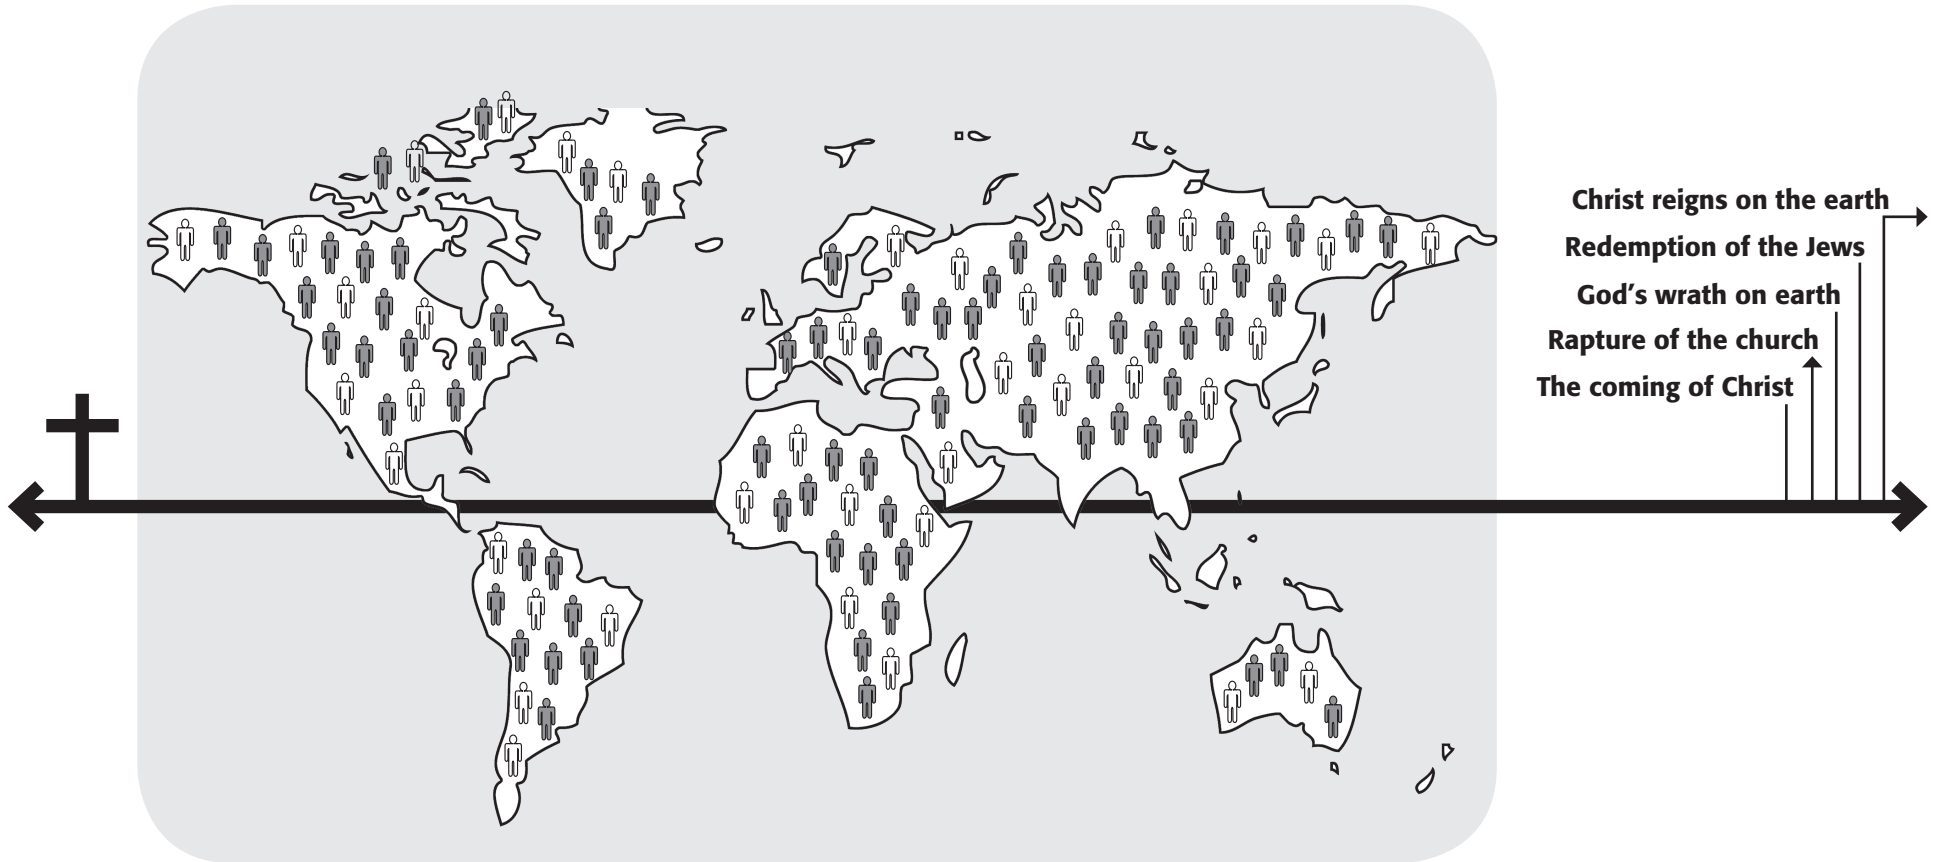 Christ reigns on the earth
Redemption of the Jews
God’s wrath on earth
Rapture of the church
The coming of Christ